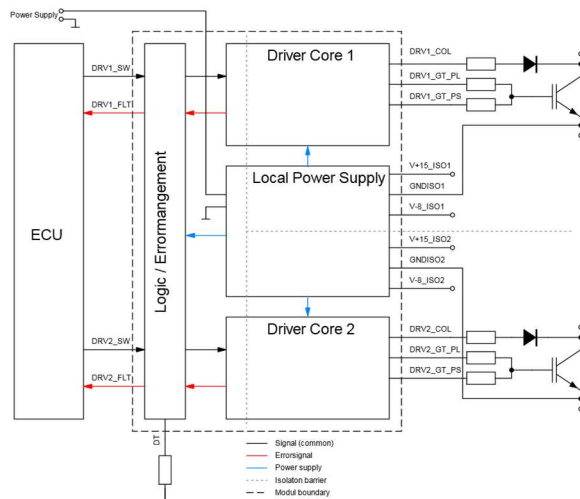 Power Supply
DRV1_SW
DRV1_FLT
ECU
Logic / Errormangement
Driver Core 1
DRV1_COL
DRV1_GT_PL
DRV1_GT_PS
Local Power Supply
V+15_ISO1
GNDISO1
V-8_ISO1
V+15_ISO2
GNDISO2
V-8_ISO2
DRV2_SW
DRV2_FLT
Driver Core 2
DRV2_COL
DRV2_GT_PL
DRV2_GT_PS
DT
Signal (common)
Errorsignal
Power supply
Isolaton barrier
Modul boundary